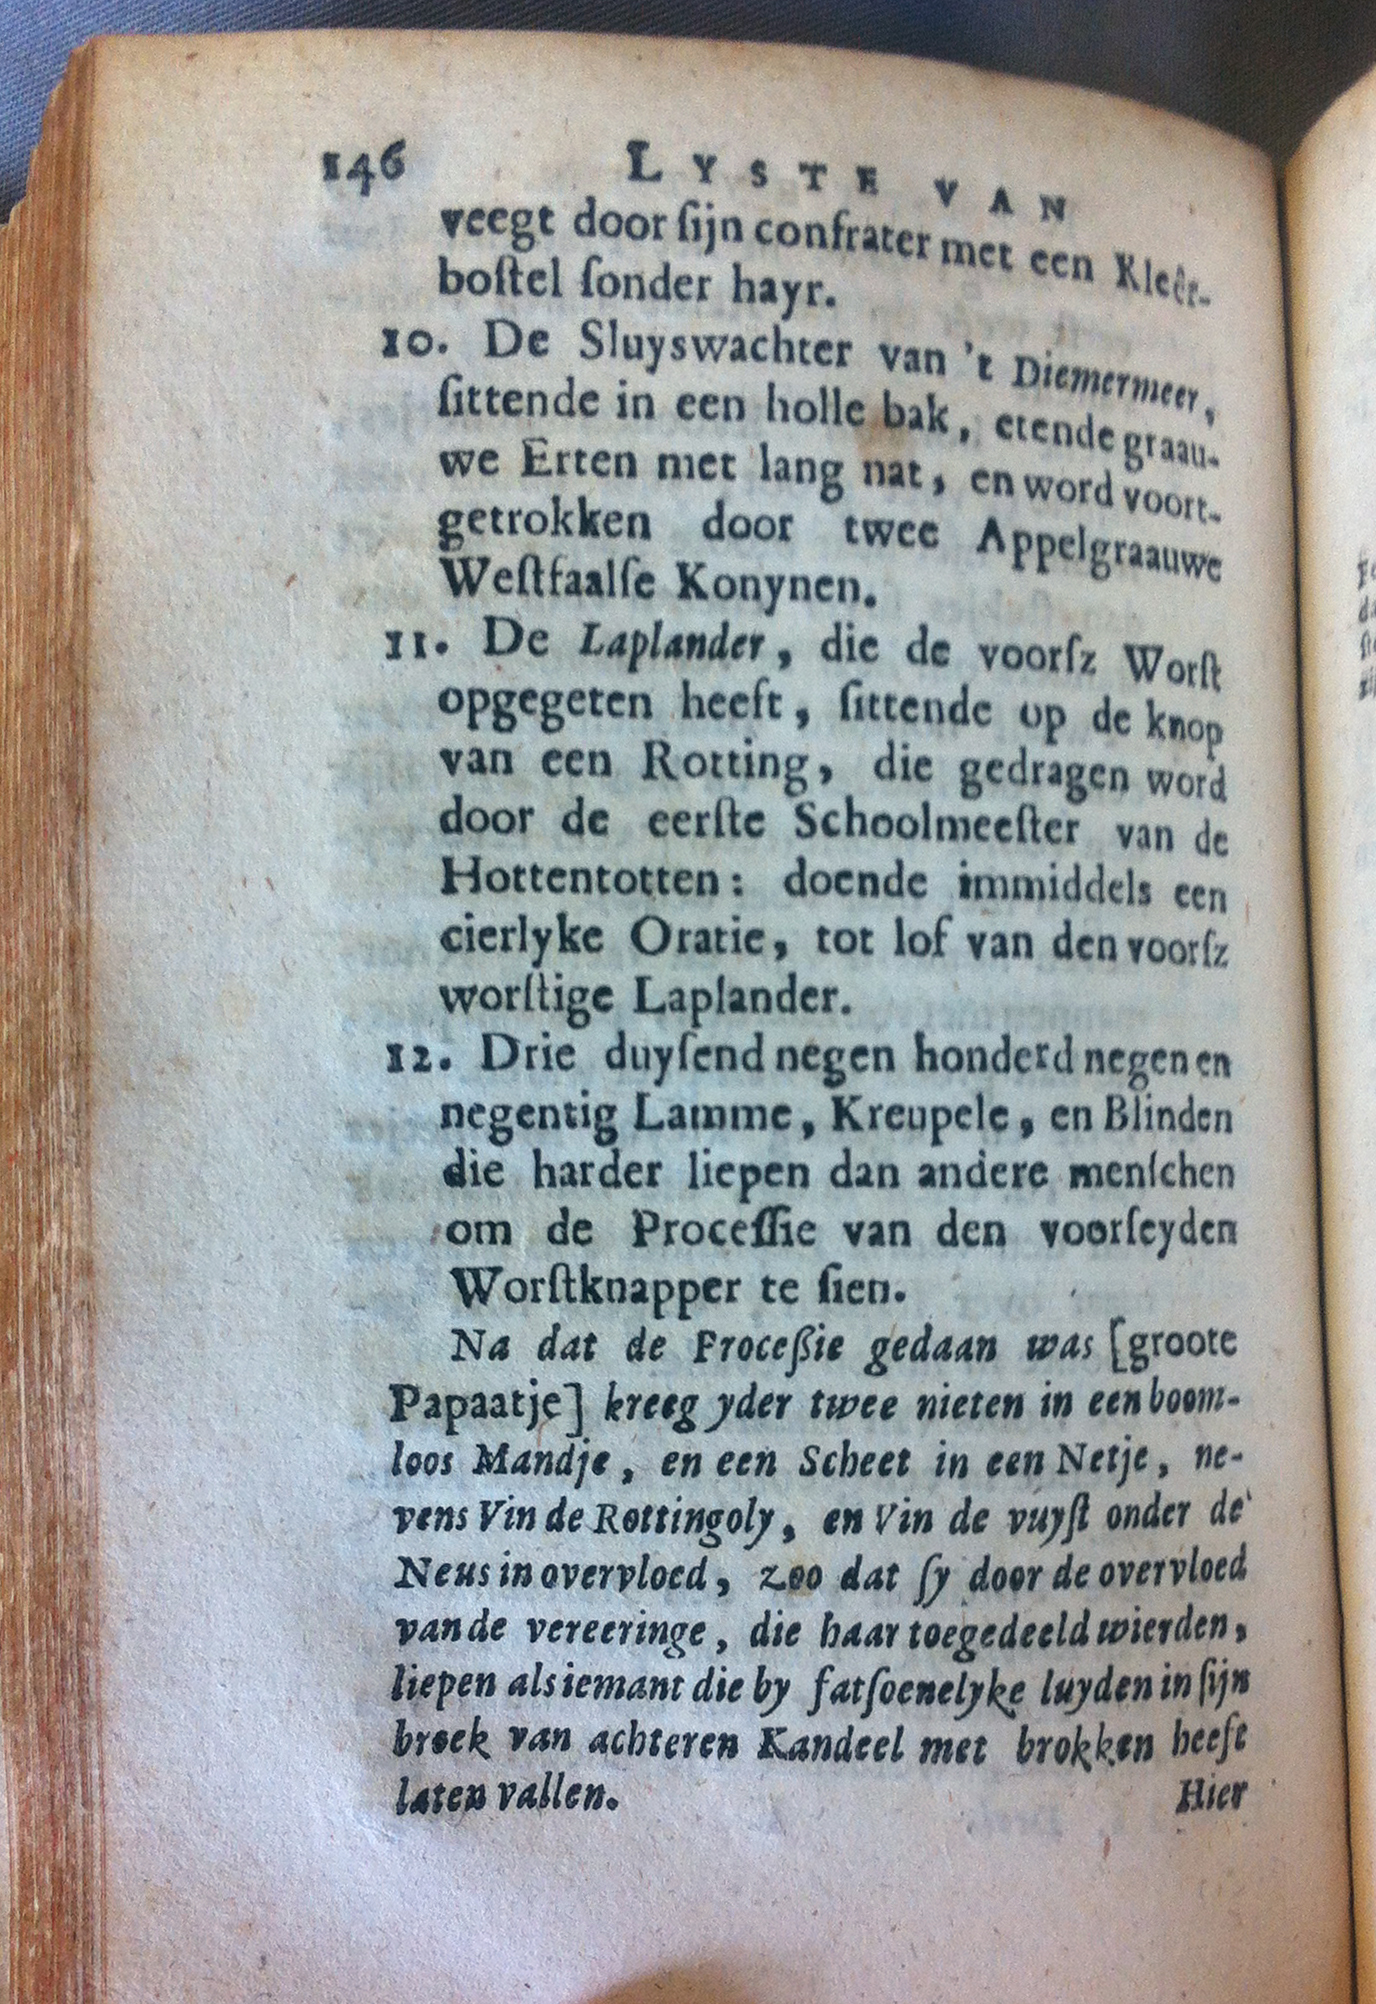 146 LYSTE VAN
veegt door ſijn confrater met een Kleêr-
boſtel ſonder hayr.
10. De Sluyswachter van 't Diemermeer,
ſittende in een holle bak, etende graau-
we Erten met lang nat, en word voort-
getrokken door twee Appelgraauwe
Weſtfaalſe Konynen.
11. De Laplander, die de voorſz Worſt
opgegeten heeft, ſittende op de knop
van een Rotting, die gedragen word
door de eerſte Schoolmeeſter van de
Hottentotten: doende immiddels een
cierlyke Oratie, tot lof van den voorſz
worſtige Laplander.
12. Drie duyſend negen honderd negen en
negentig Lamme, Kreupele, en Blinden
die harder liepen dan andere menſchen
om de Proceſſie van den voorſeyden
Worſtknapper te ſien.
Na dat de Proceßie gedaan was [groote
Papaatje] kreeg yder twee nieten in een boom-
loos Mandje, en een Scheet in een Netje, ne-
vens Vin de Rottingoly, en Vin de vuyſt onder de
Neus in overvloed, zoo dat ſy door de overvloed
van de vereeringe, die haar toegedeeld wierden,
liepen als iemant die by fatſoenelyke luyden in ſijn
broek van achteren Kandeel met brokken heeft
laten vallen.
Hier